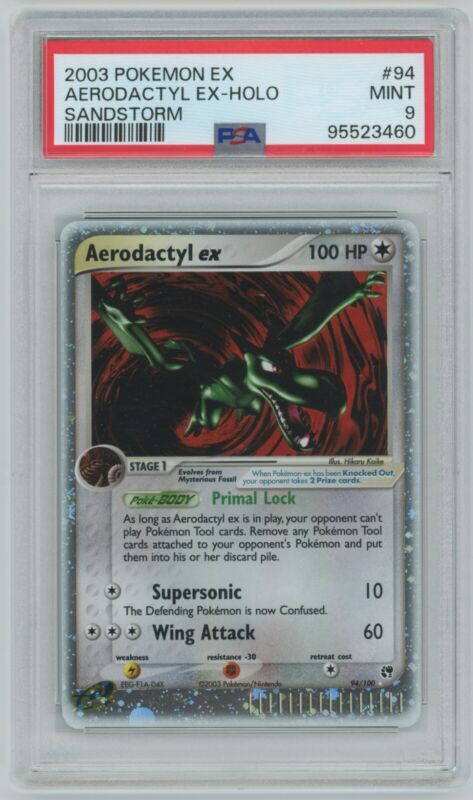 2003 POKEMON EX #94
AERODACTYL EX-HOLO MINT
SANDSTORM 9
PSA 95523460
Aerodactyl ex 100 HP
Illus. Hikaru Koike
STAGE 1
Evolves from
Mysterious Fossil
When Pokémon-ex has been Knocked Out,
your opponent takes 2 Prize cards.
Poké-BODY Primal Lock
As long as Aerodactyl ex is in play, your opponent can't
play Pokémon Tool cards. Remove any Pokémon Tool
cards attached to your opponent's Pokémon and put
them into his or her discard pile.
Supersonic 10
The Defending Pokémon is now Confused.
Wing Attack 60
weakness resistance -30 retreat cost
EEG-F1A-D4X ©2003 Pokémon/Nintendo 94/100